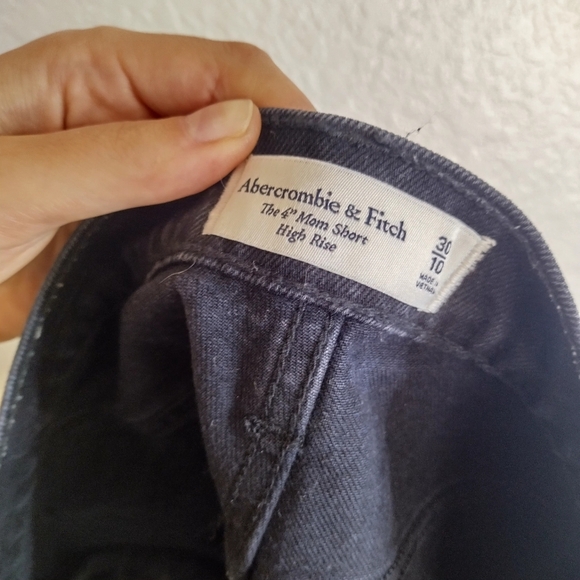 Abercrombie & Fitch
The 4" Mom Short
High Rise
30
10
MADE IN
VIETNAM